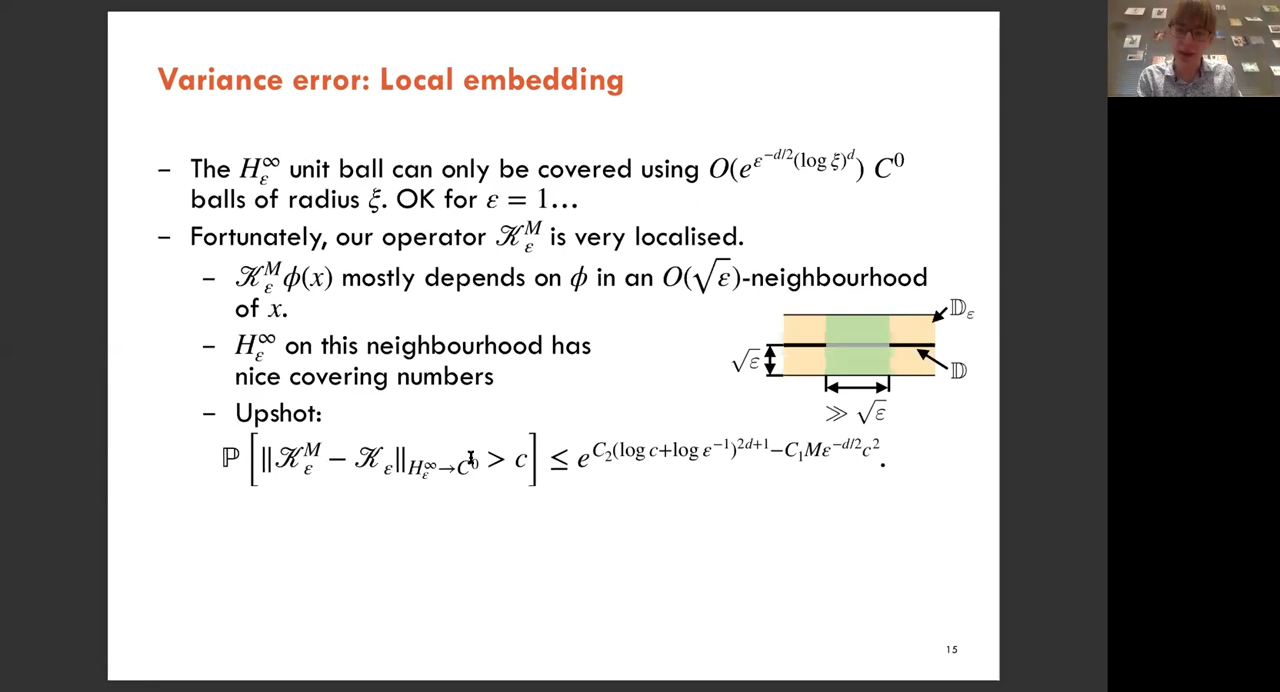 Variance error: Local embedding
– The H_ε^∞ unit ball can only be covered using O(e^{ε^{-d/2}(log ξ)^d}) C^0
balls of radius ξ. OK for ε = 1…
– Fortunately, our operator 𝒦_ε^M is very localised.
– 𝒦_ε^M ϕ(x) mostly depends on ϕ in an O(√ε)-neighbourhood
of x.
𝔻_ε
– H_ε^∞ on this neighbourhood has
nice covering numbers
√ε
𝔻
≫ √ε
– Upshot:
ℙ[‖𝒦_ε^M − 𝒦_ε‖_{H_ε^∞→C^0} > c] ≤ e^{C_2(log c+log ε^{-1})^{2d+1}−C_1Mε^{-d/2}c^2}.
15